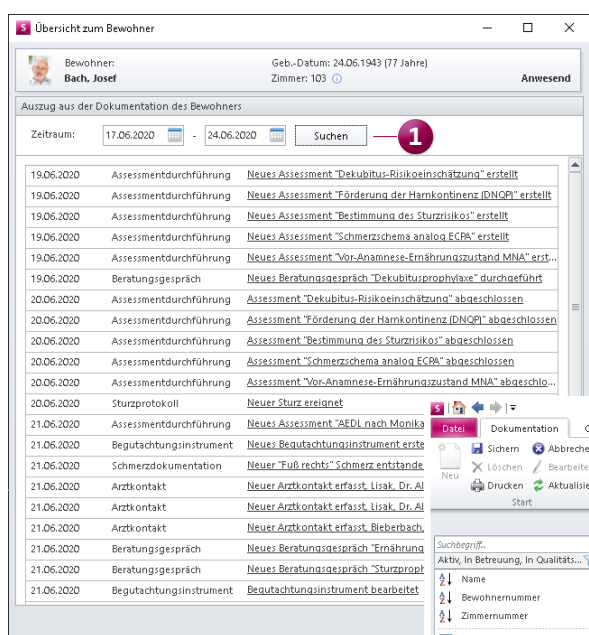 S Übersicht zum Bewohner
Bewohner: Geb.-Datum: 24.06.1943 (77 Jahre)
Bach, Josef Zimmer: 103 Anwesend
Auszug aus der Dokumentation des Bewohners
Zeitraum: 17.06.2020 - 24.06.2020 Suchen 1
19.06.2020 Assessmentdurchführung Neues Assessment "Dekubitus-Risikoeinschätzung" erstellt
19.06.2020 Assessmentdurchführung Neues Assessment "Förderung der Harnkontinenz (DNQP)" erstellt
19.06.2020 Assessmentdurchführung Neues Assessment "Bestimmung des Sturzrisikos" erstellt
19.06.2020 Assessmentdurchführung Neues Assessment "Schmerzschema analog ECPA" erstellt
19.06.2020 Assessmentdurchführung Neues Assessment "Vor-Anamnese-Ernährungszustand MNA" erst...
19.06.2020 Beratungsgespräch Neues Beratungsgespräch "Dekubitusprophylaxe" durchgeführt
20.06.2020 Assessmentdurchführung Assessment "Dekubitus-Risikoeinschätzung" abgeschlossen
20.06.2020 Assessmentdurchführung Assessment "Förderung der Harnkontinenz (DNQP)" abgeschlossen
20.06.2020 Assessmentdurchführung Assessment "Bestimmung des Sturzrisikos" abgeschlossen
20.06.2020 Assessmentdurchführung Assessment "Schmerzschema analog ECPA" abgeschlossen
20.06.2020 Assessmentdurchführung Assessment "Vor-Anamnese-Ernährungszustand MNA" abgeschlo...
20.06.2020 Sturzprotokoll Neuer Sturz ereignet
21.06.2020 Assessmentdurchführung Neues Assessment "AEDL nach Monika
21.06.2020 Begutachtungsinstrument Neues Begutachtungsinstrument erste
21.06.2020 Schmerzdokumentation Neuer "Fuß rechts" Schmerz entstande
21.06.2020 Arztkontakt Neuer Arztkontakt erfasst, Lisak, Dr. Al
21.06.2020 Arztkontakt Neuer Arztkontakt erfasst, Lisak, Dr. Al
21.06.2020 Arztkontakt Neuer Arztkontakt erfasst, Bieberbach,
21.06.2020 Beratungsgespräch Neues Beratungsgespräch "Ernährung
21.06.2020 Beratungsgespräch Neues Beratungsgespräch "Sturzproph
21.06.2020 Begutachtungsinstrument Begutachtungsinstrument bearbeitet
S
Datei Dokumentation
Neu Sichern Abbreche
Löschen Bearbeite
Drucken Aktualisie
Start
Suchbegriff...
Aktiv, In Betreuung, In Qualitäts...
Name
Bewohnernummer
Zimmernummer